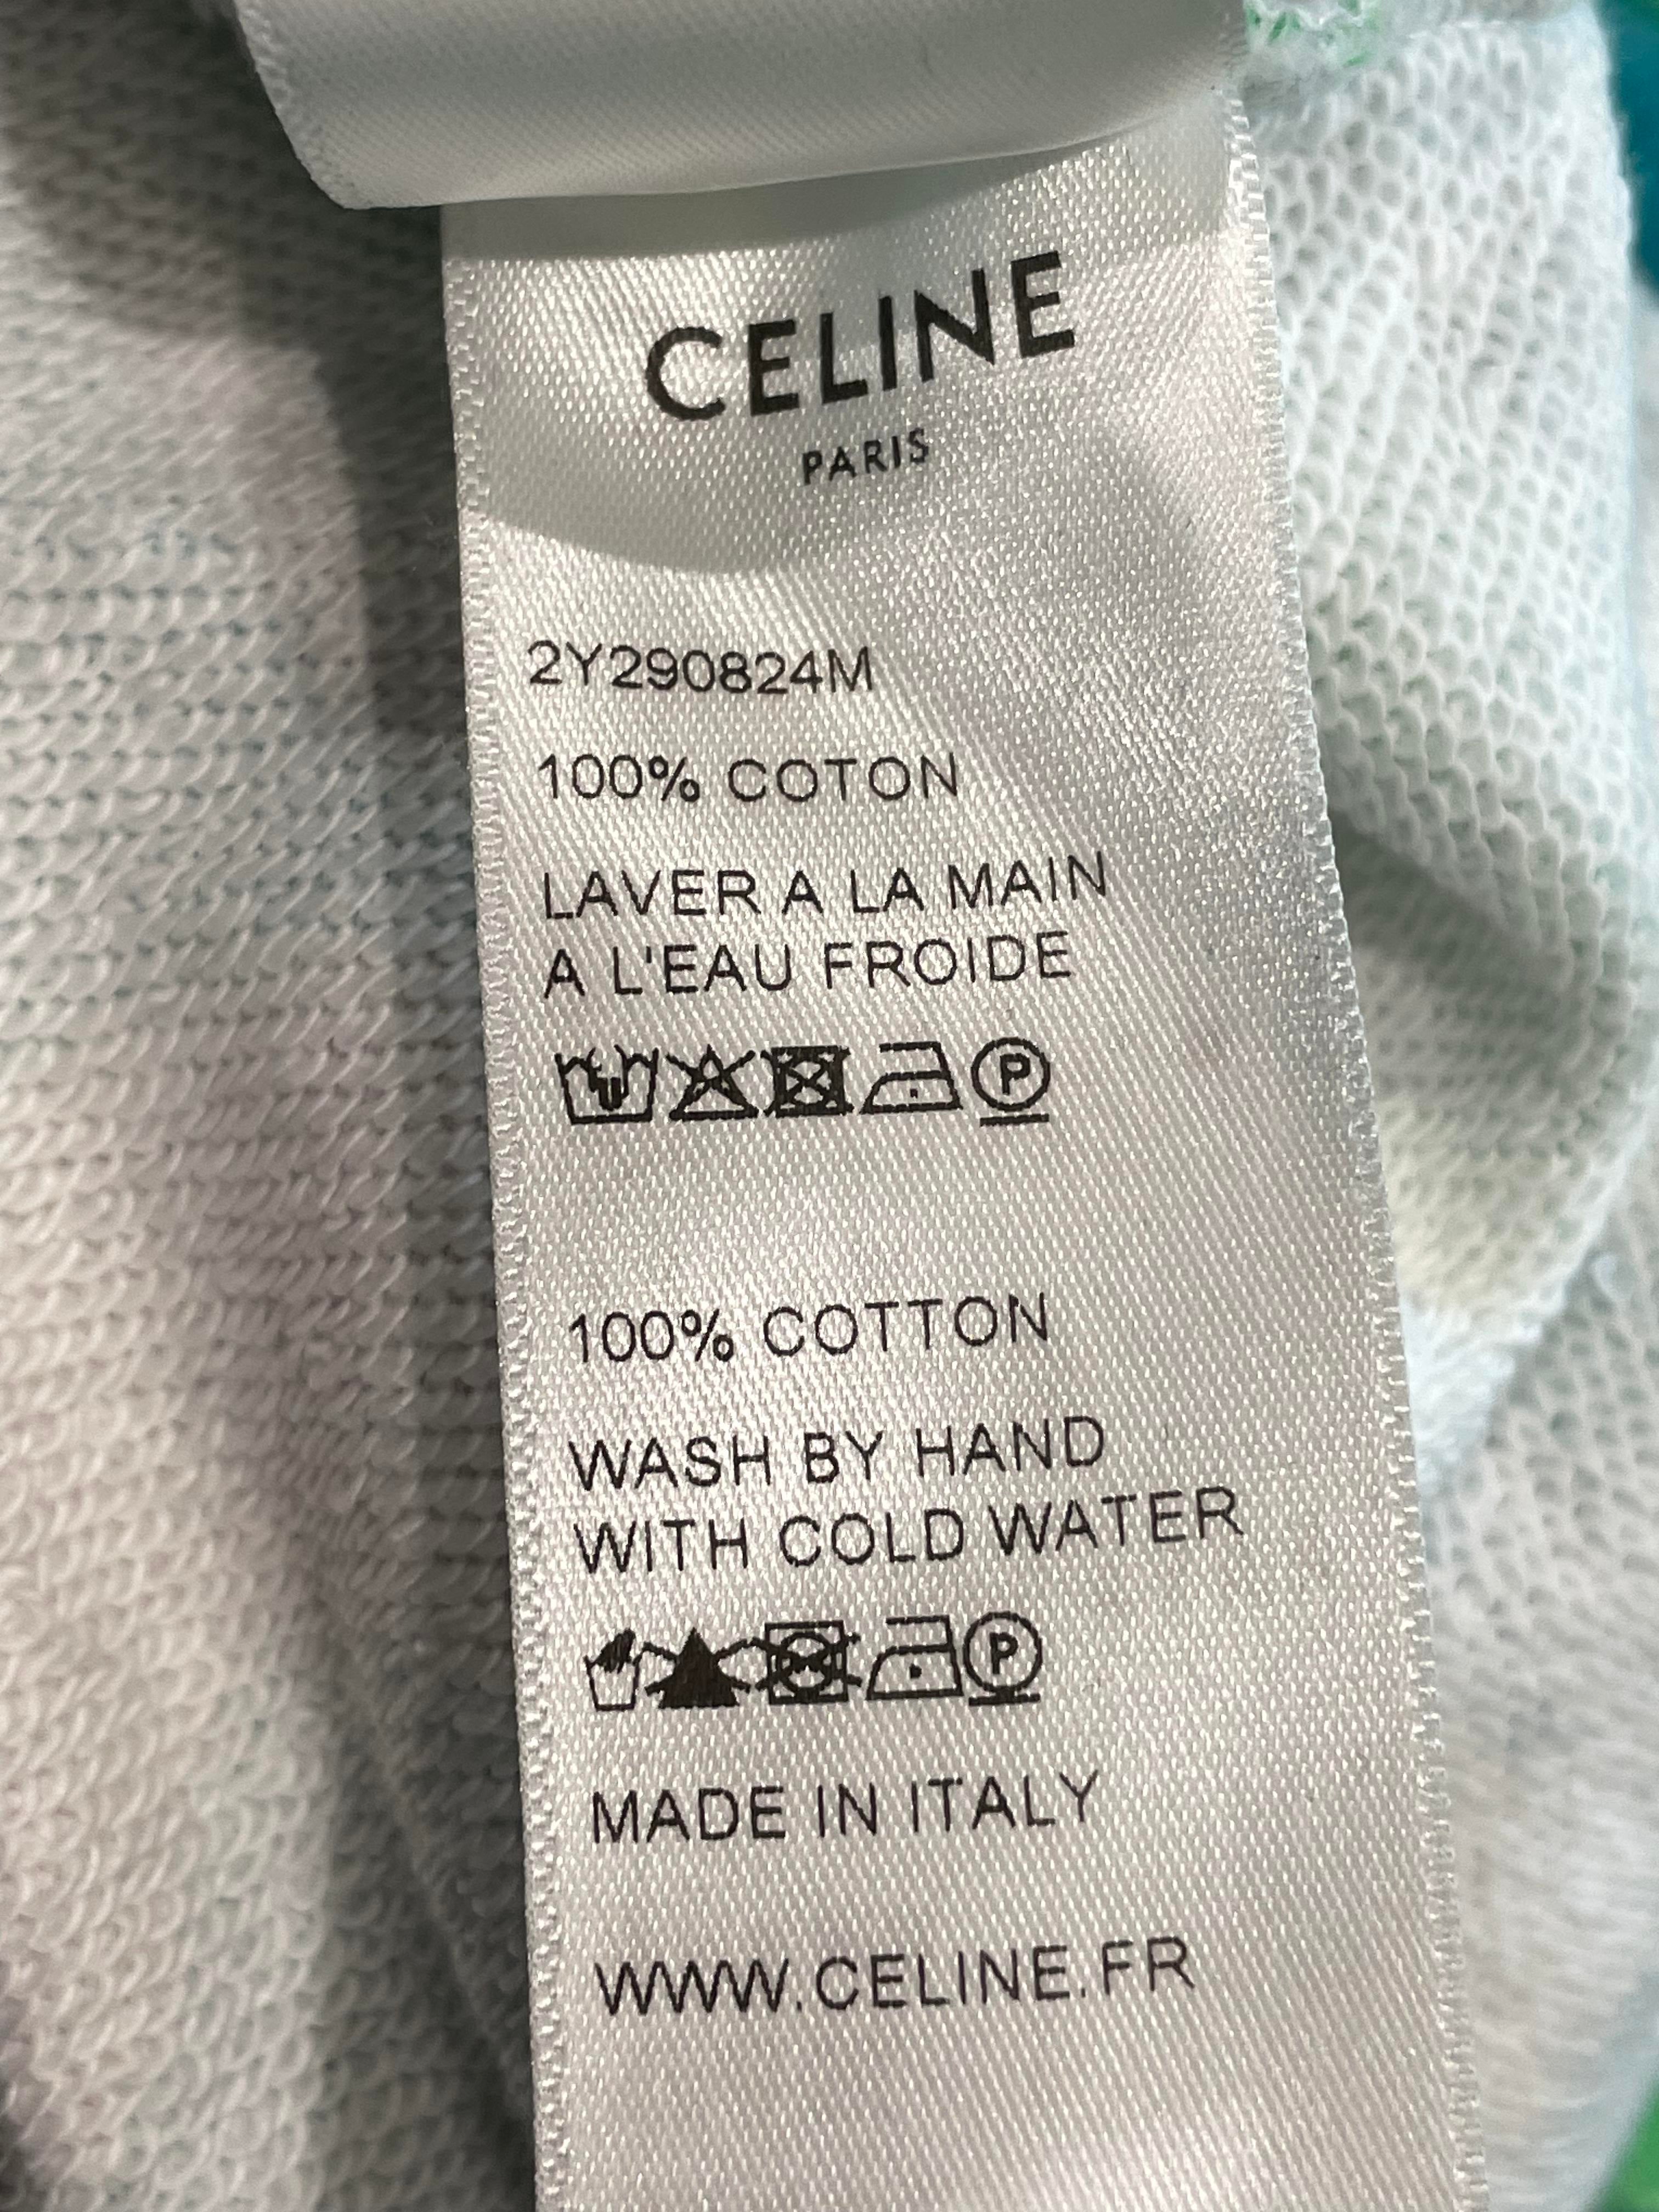 CELINE
PARIS
2Y290824M
100% COTON
LAVER A LA MAIN
A L'EAU FROIDE
P
100% COTTON
WASH BY HAND
WITH COLD WATER
P
MADE IN ITALY
WWW.CELINE.FR